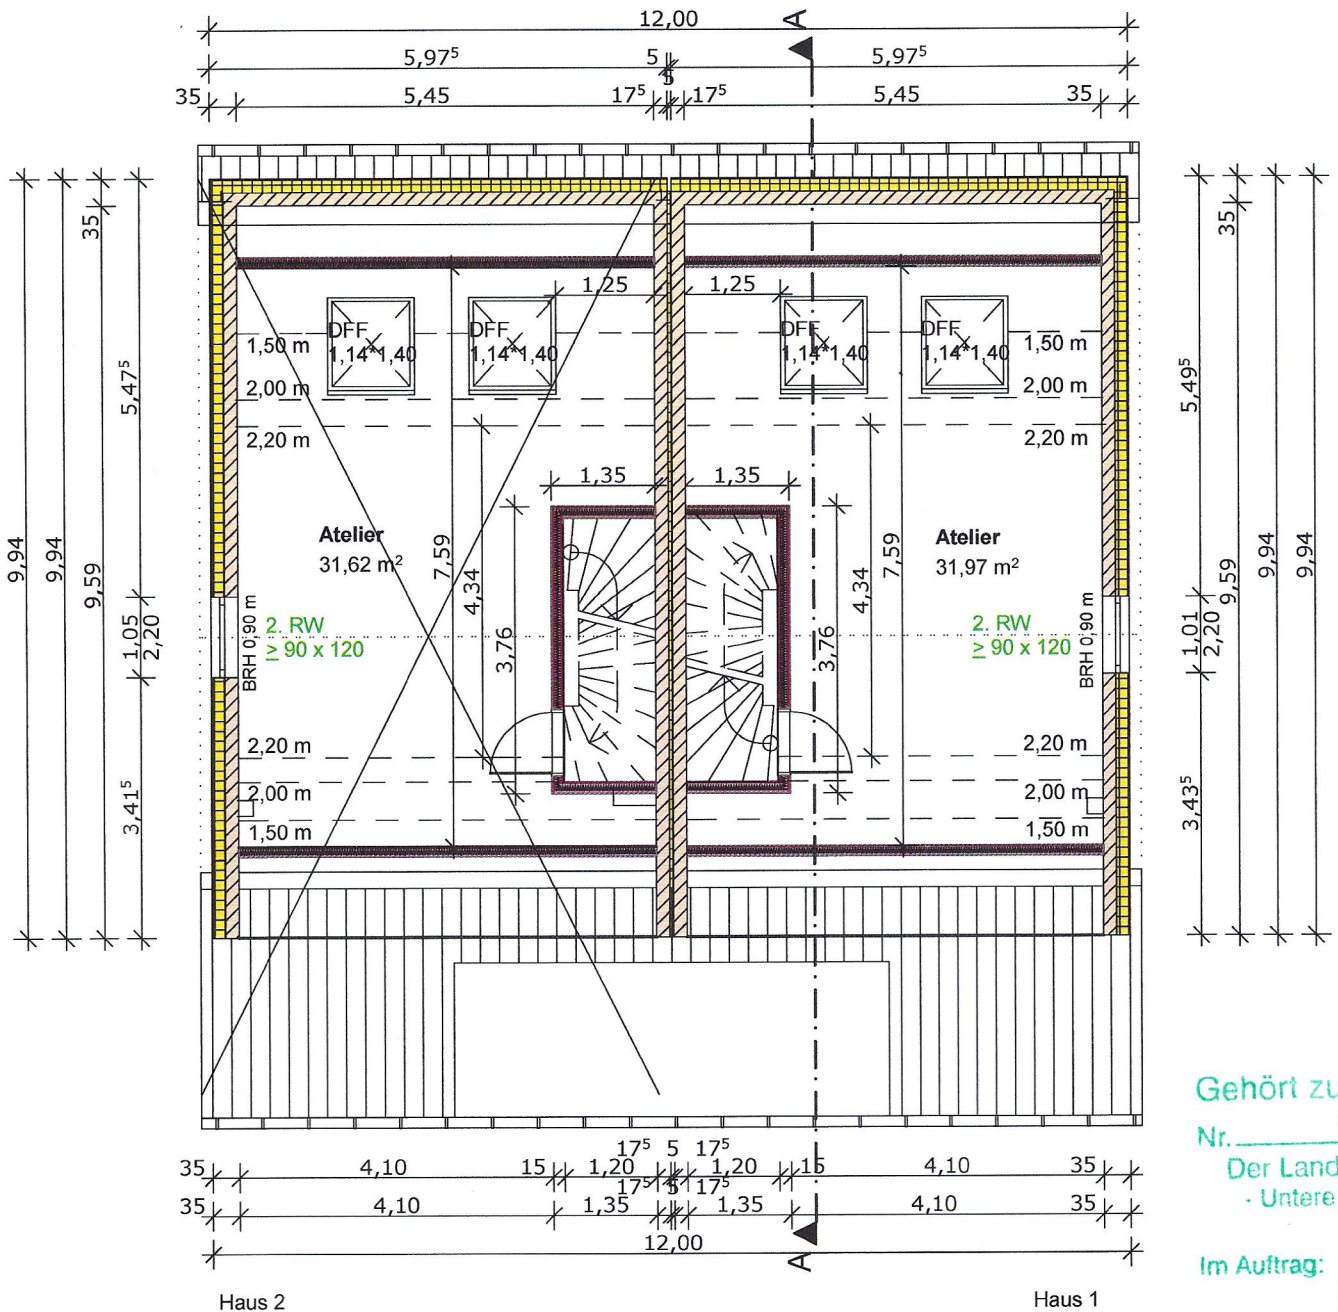 12,00
A
5,97⁵ 5 5,97⁵
5
35 5,45 17⁵ 17⁵ 5,45 35
35
35
1,25 1,25
DFF
1,14*1,40
DFF
1,14*1,40
DFF
1,14*1,40
DFF
1,14*1,40
1,50 m
1,50 m
2,00 m
2,00 m
2,20 m
2,20 m
5,47⁵
5,49⁵
1,35 1,35
Atelier
31,62 m²
Atelier
31,97 m²
7,59
7,59
4,34
4,34
3,76
3,76
9,94
9,94
9,59
1,05
2,20
9,59
9,94
9,94
1,01
2,20
BRH 0,90 m
2. RW
≥ 90 x 120
2. RW
≥ 90 x 120
BRH 0,90 m
2,20 m
2,20 m
2,00 m
2,00 m
1,50 m
1,50 m
3,41⁵
3,43⁵
17⁵ 5 17⁵
35 4,10 15 1,20 1,20 15 4,10 35
17⁵ 5 17⁵
35 4,10 1,35 1,35 4,10 35
12,00
A
Haus 2
Haus 1
Gehört zu
Nr.
Der Land
- Untere
Im Auftrag: